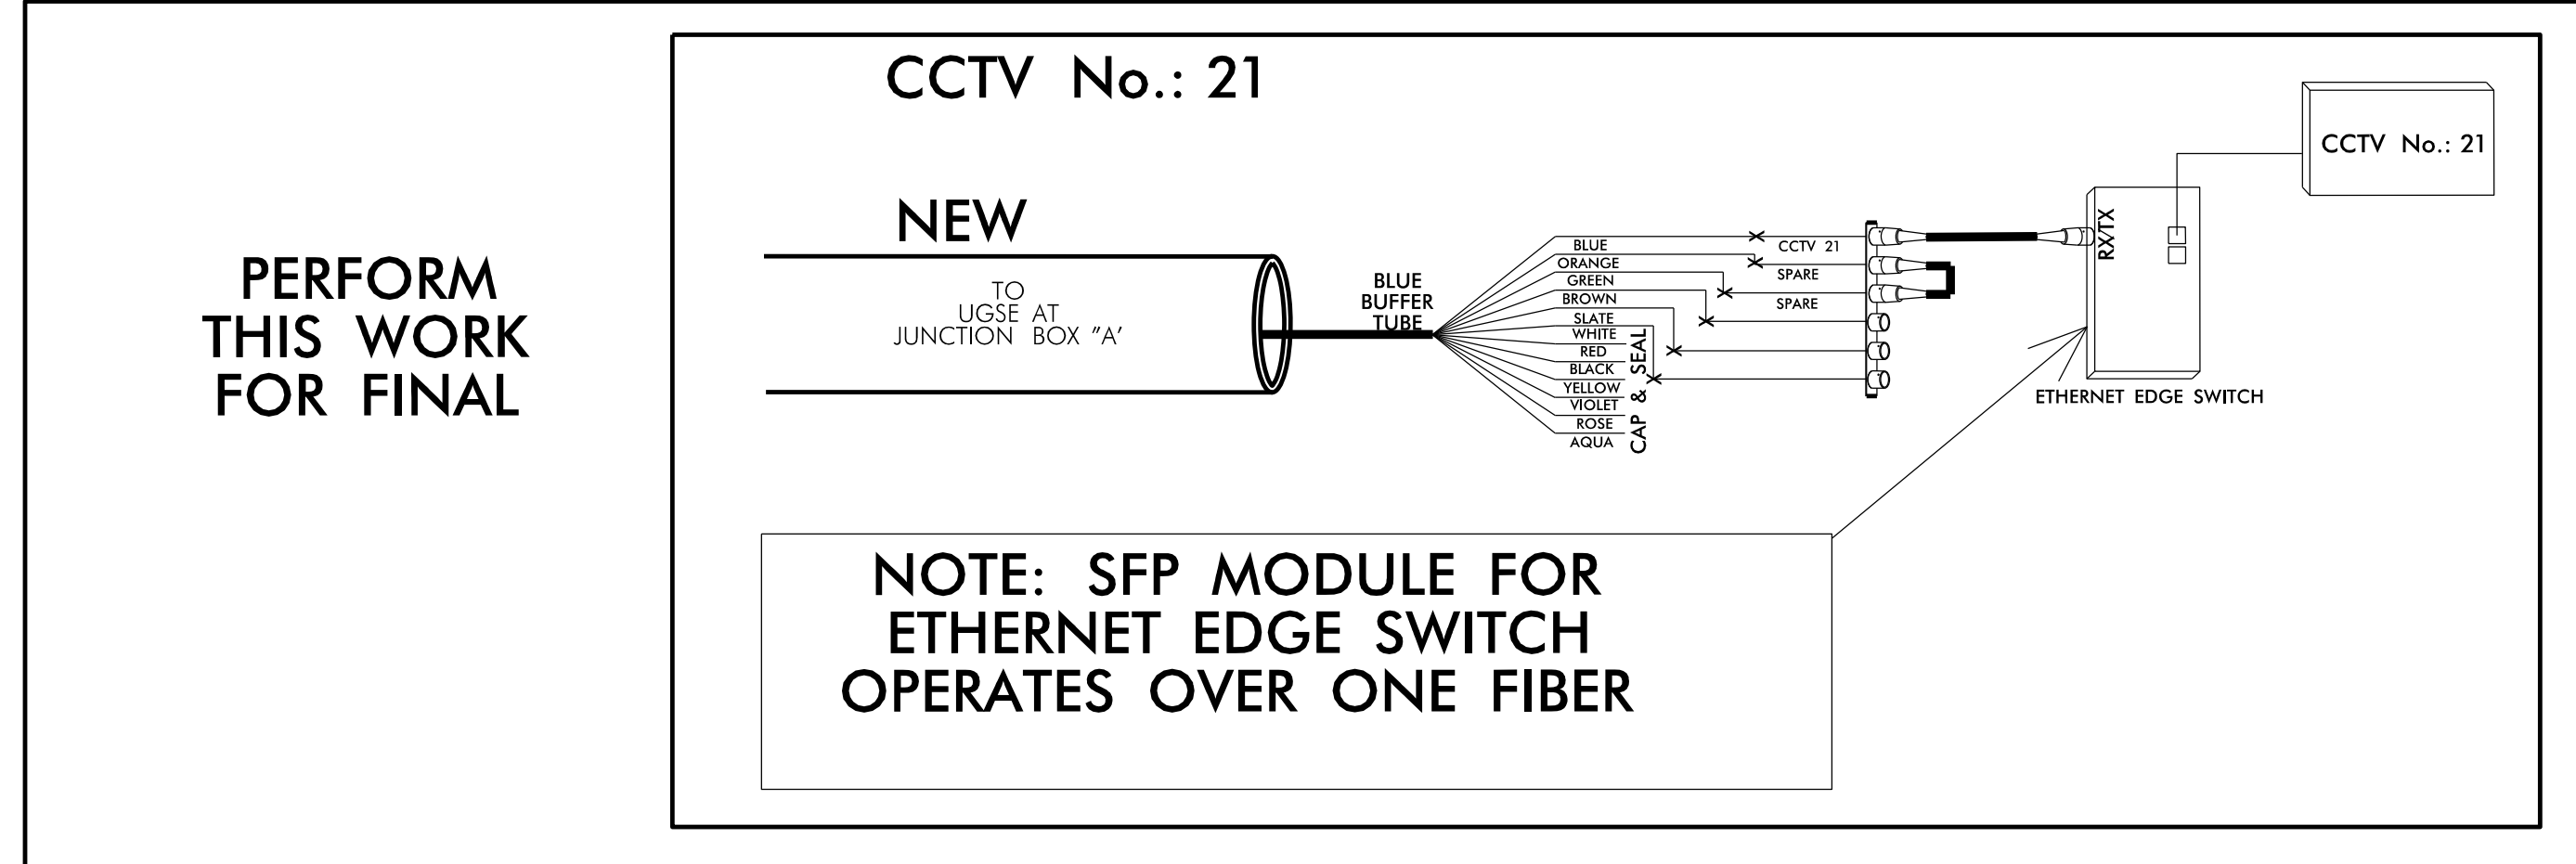 CCTV No.: 21
CCTV No.: 21
NEW
PERFORM
THIS WORK
FOR FINAL
TO
UGSE AT
JUNCTION BOX "A'
BLUE
BUFFER
TUBE
BLUE
ORANGE
GREEN
BROWN
SLATE
WHITE
RED
BLACK
YELLOW
VIOLET
ROSE
AQUA
CAP & SEAL
CCTV 21
SPARE
SPARE
RX/TX
ETHERNET EDGE SWITCH
NOTE: SFP MODULE FOR
ETHERNET EDGE SWITCH
OPERATES OVER ONE FIBER